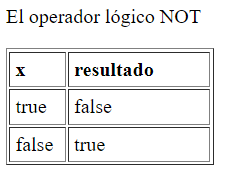 El operador lógico NOT
x resultado
true false
false true